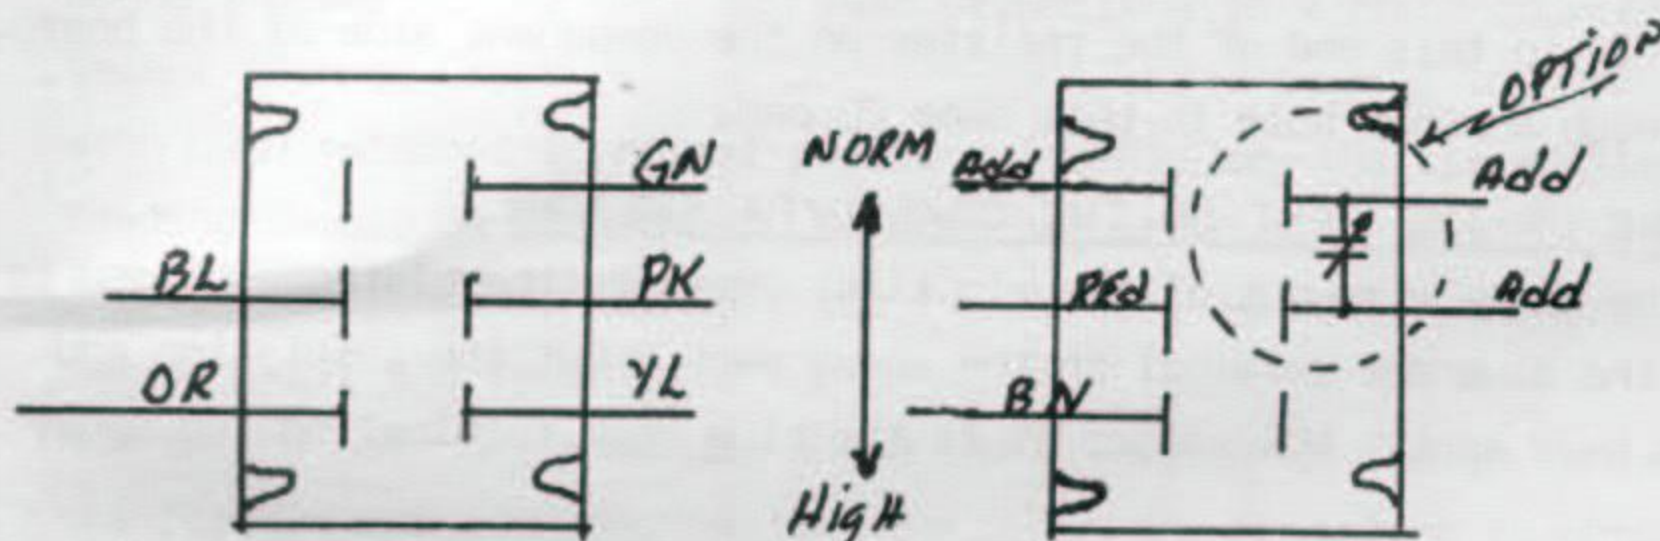 OPTION
GN
NORM
Add
Add
BL
PK
REd
Add
OR
YL
BN
HigH